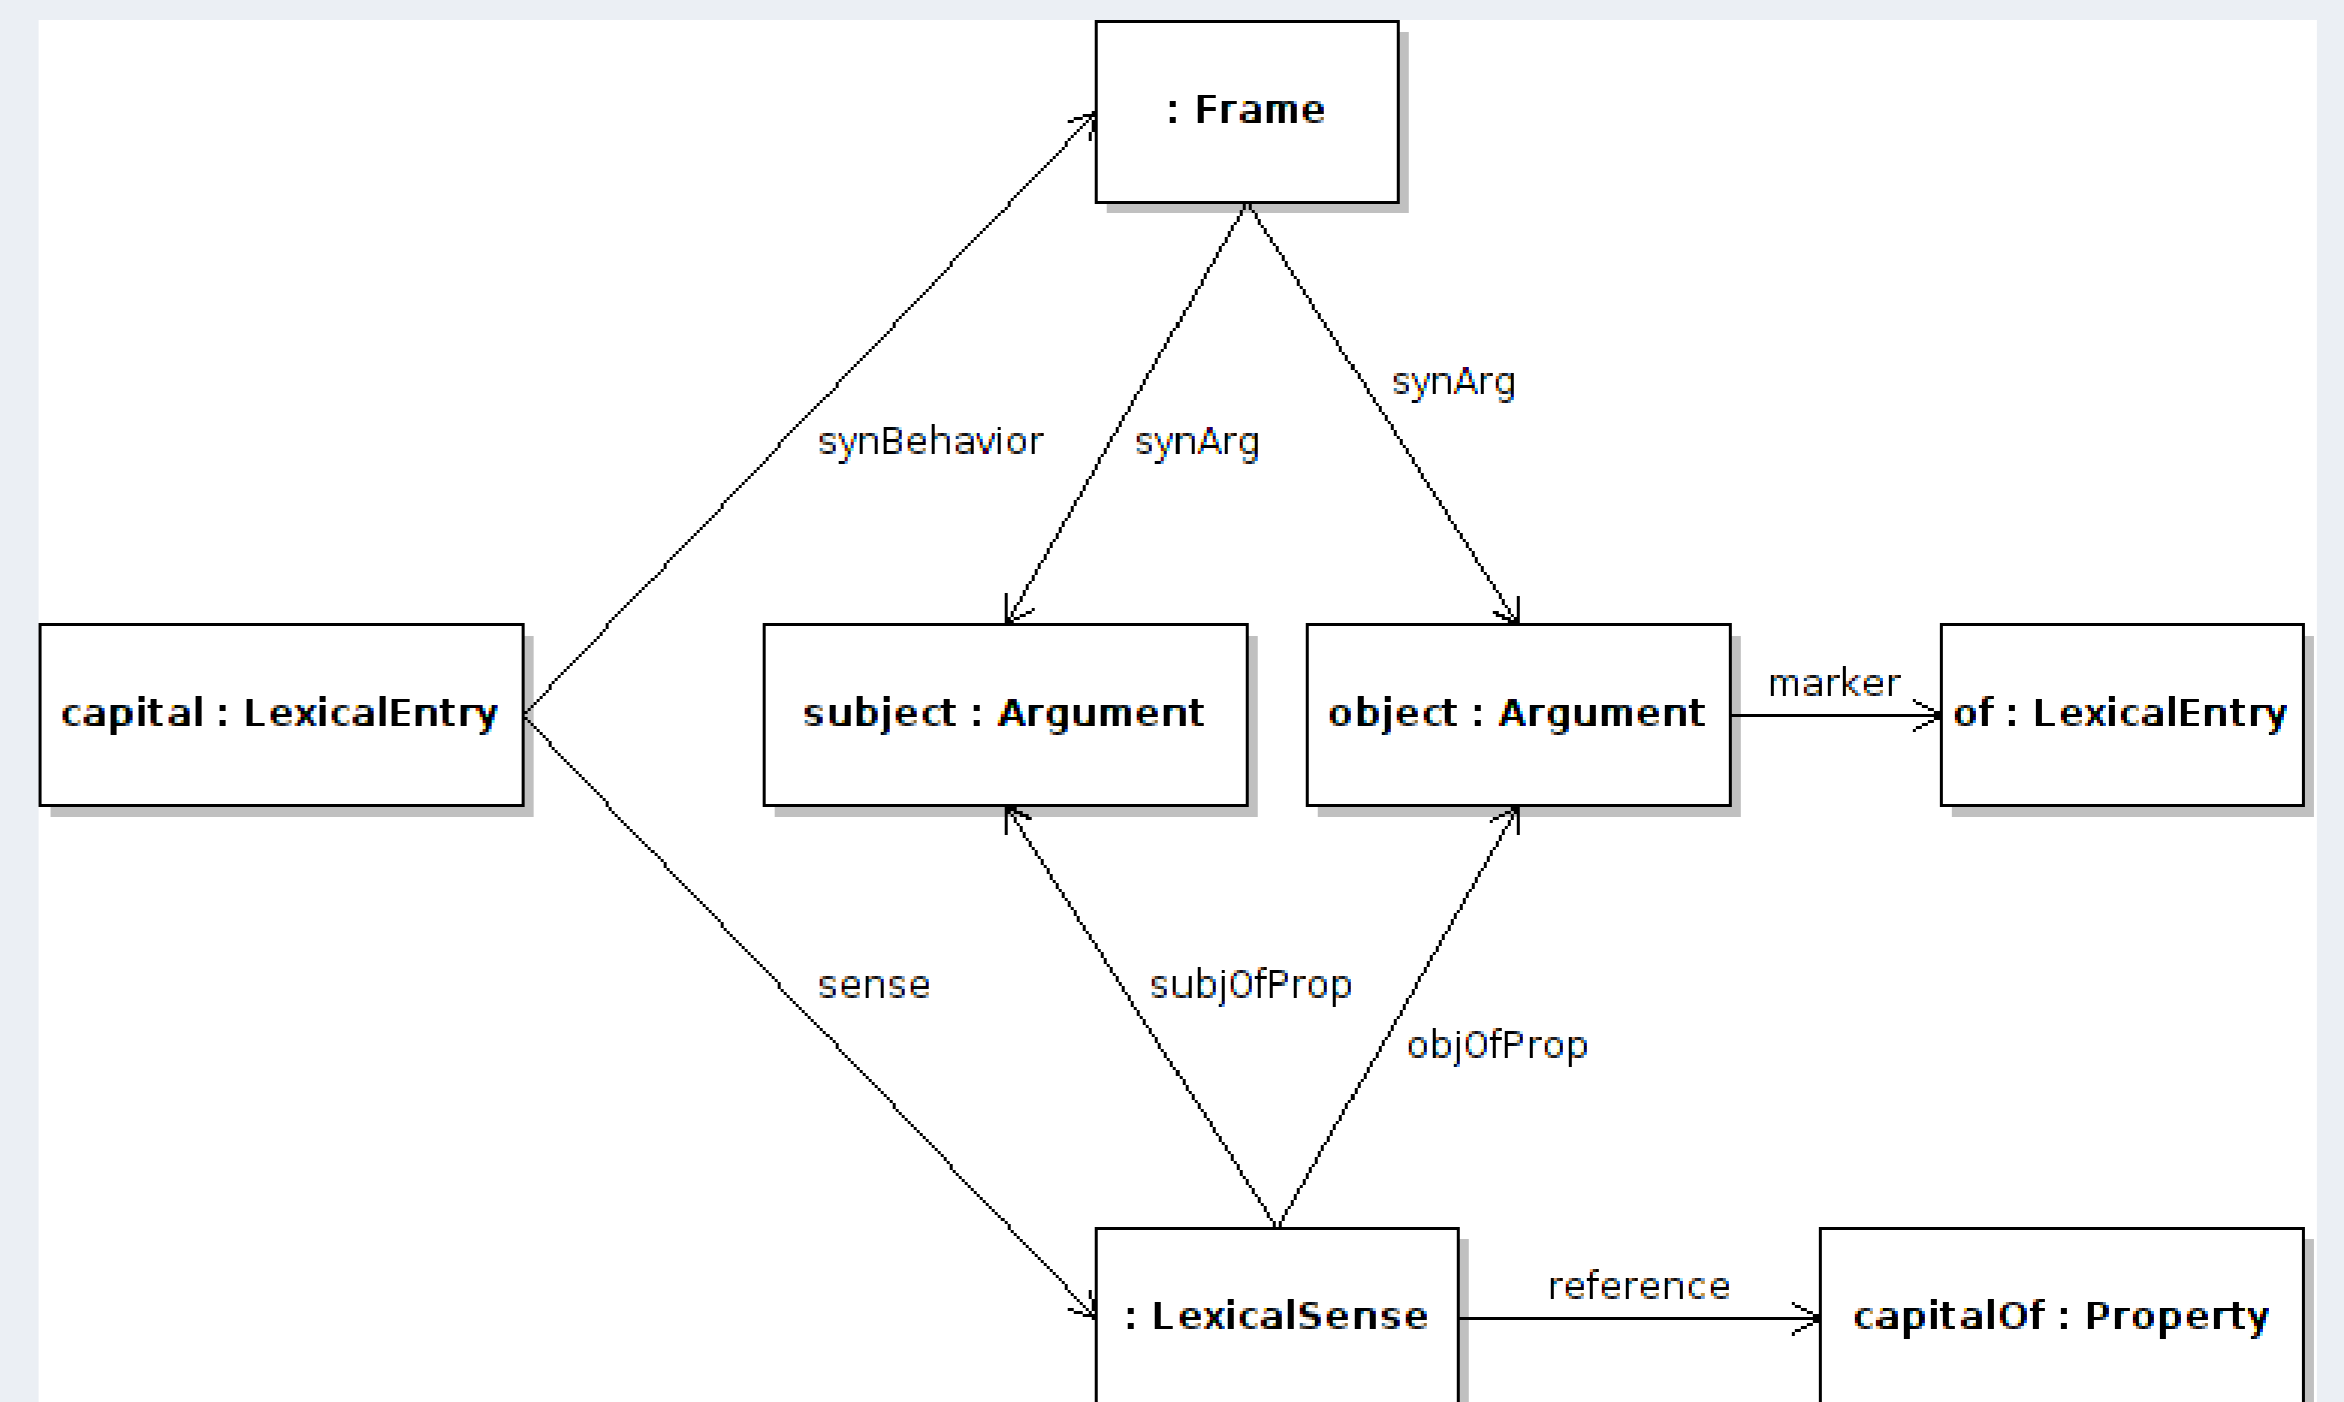 : Frame
synArg
synBehavior
synArg
marker
capital : LexicalEntry
subject : Argument
object : Argument
of : LexicalEntry
sense
subjOfProp
objOfProp
reference
: LexicalSense
capitalOf : Property